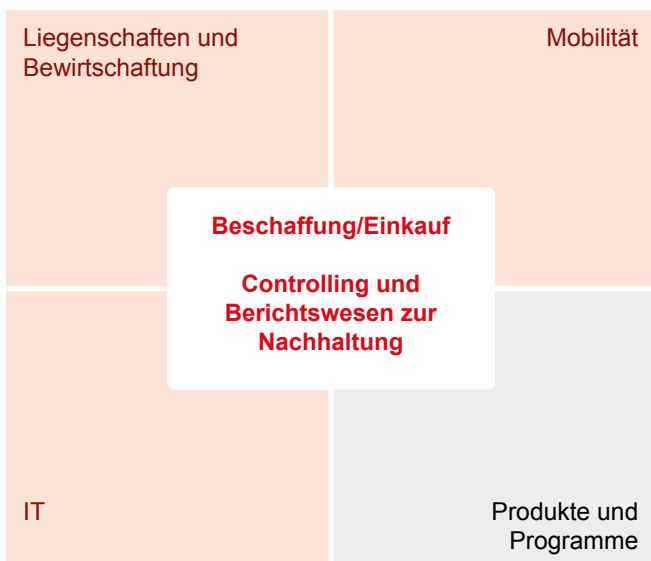 Liegenschaften und
Bewirtschaftung
Mobilität
Beschaffung/Einkauf
Controlling und
Berichtswesen zur
Nachhaltung
IT
Produkte und
Programme